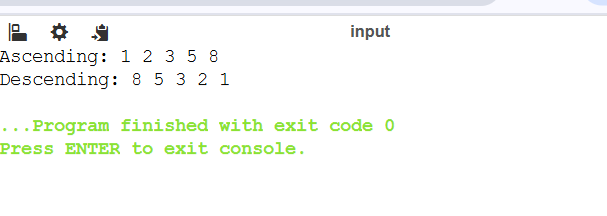 input
Ascending: 1 2 3 5 8
Descending: 8 5 3 2 1
...Program finished with exit code 0
Press ENTER to exit console.